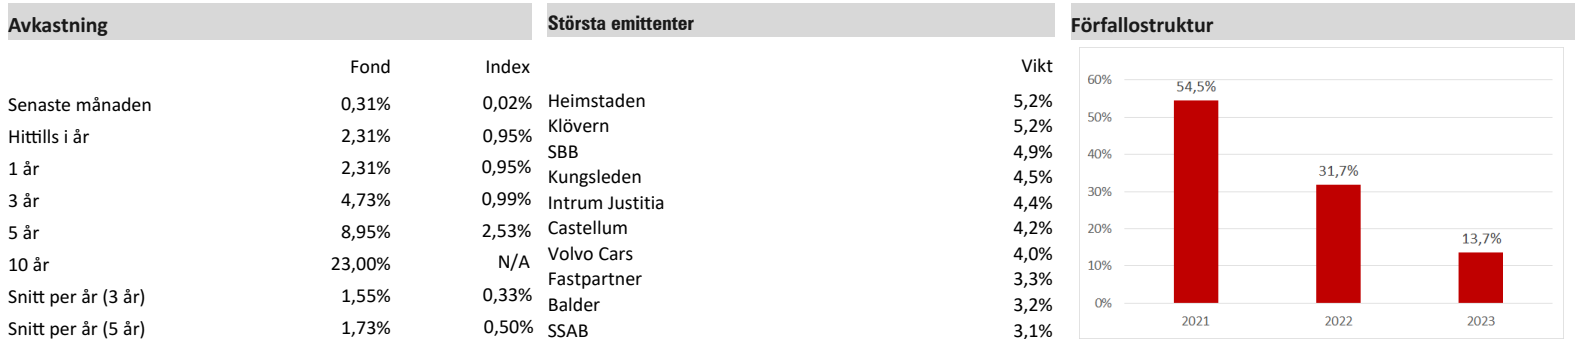 Avkastning
Fond Index
Senaste månaden 0,31% 0,02%
Hittills i år 2,31% 0,95%
1 år 2,31% 0,95%
3 år 4,73% 0,99%
5 år 8,95% 2,53%
10 år 23,00% N/A
Snitt per år (3 år) 1,55% 0,33%
Snitt per år (5 år) 1,73% 0,50%
Största emittenter
Vikt
Heimstaden 5,2%
Klövern 5,2%
SBB 4,9%
Kungsleden 4,5%
Intrum Justitia 4,4%
Castellum 4,2%
Volvo Cars 4,0%
Fastpartner 3,3%
Balder 3,2%
SSAB 3,1%
Förfallostruktur
60%
50%
40%
30%
20%
10%
0%
54,5%
31,7%
13,7%
2021 2022 2023